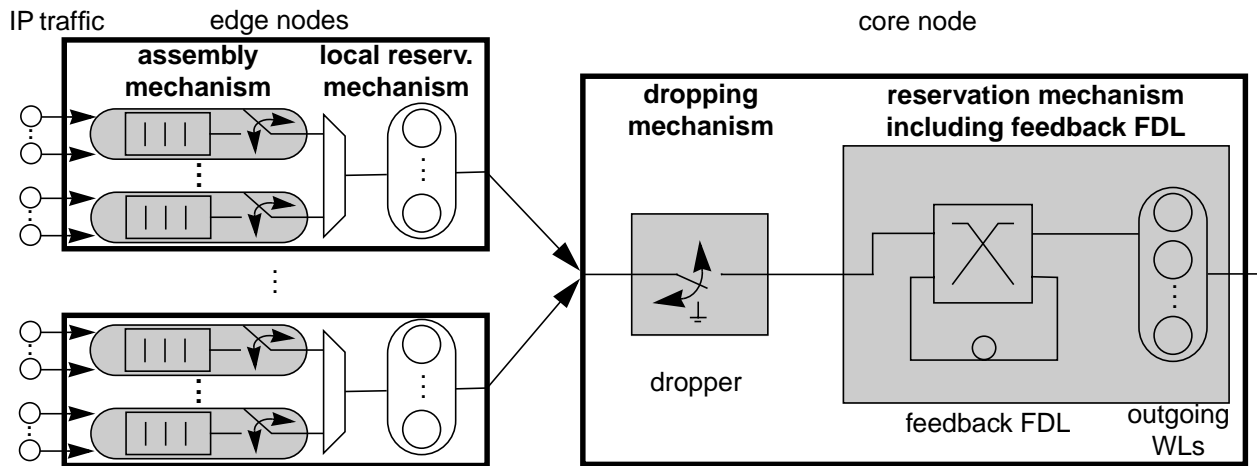 IP traffic
edge nodes
core node
assembly
mechanism
local reserv.
mechanism
dropping
mechanism
reservation mechanism
including feedback FDL
dropper
feedback FDL
outgoing
WLs